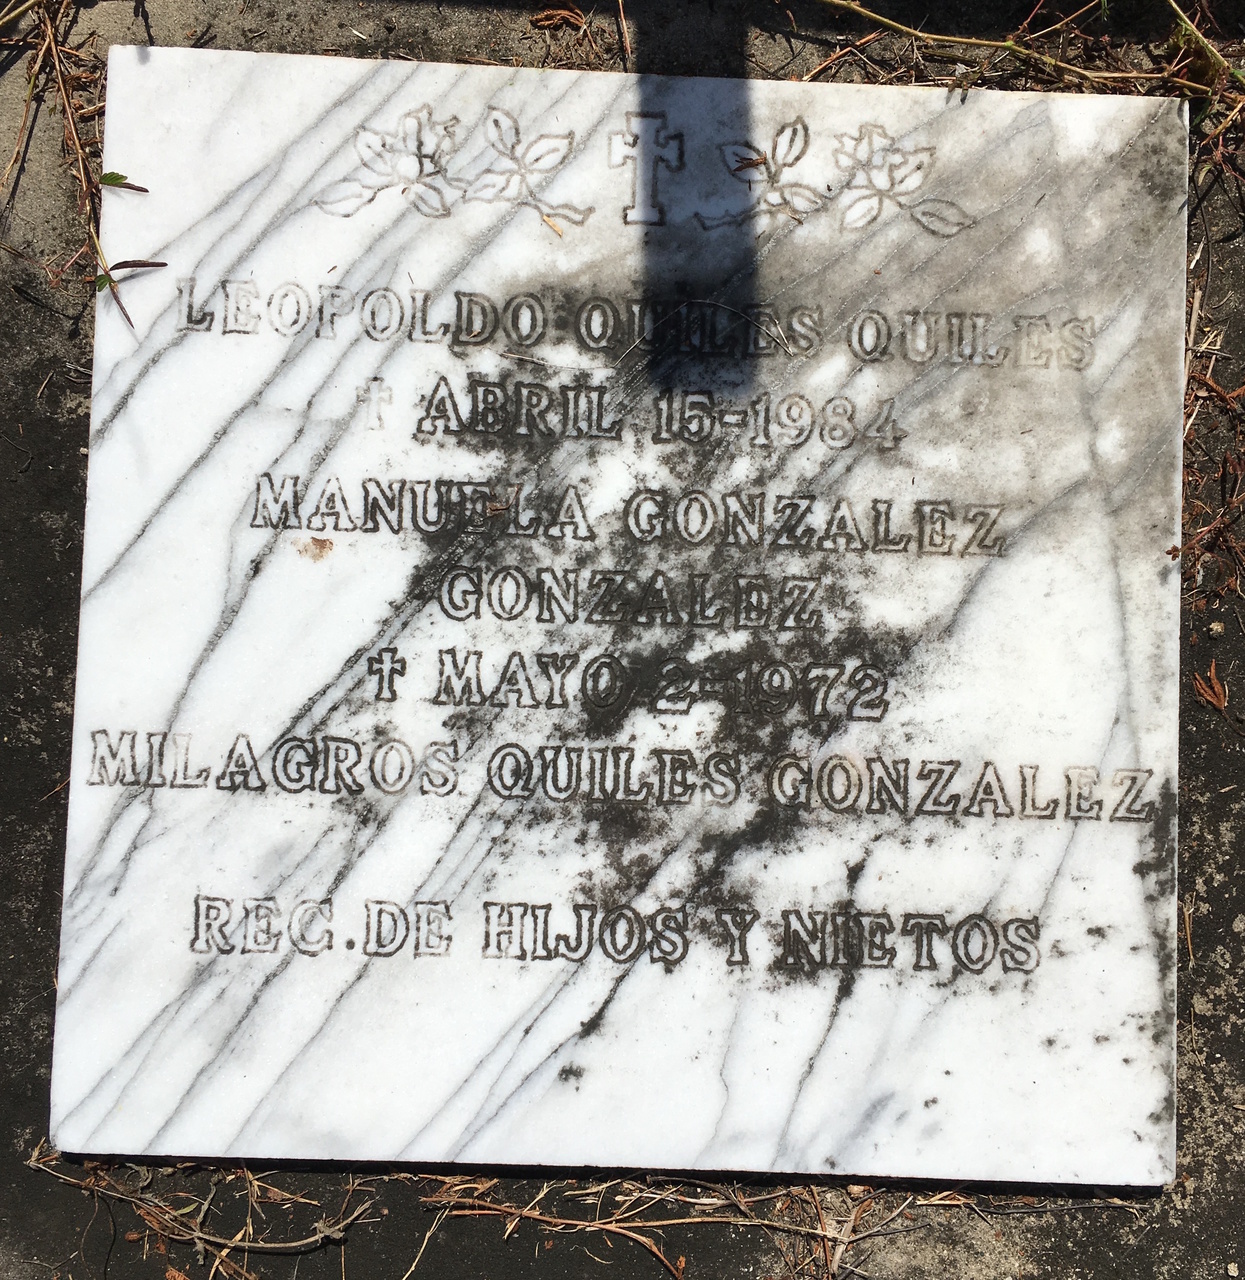 LEOPOLDO QUILES QUILES
† ABRIL 15-1984
MANUELA GONZALEZ
GONZALEZ
† MAYO 2-1972
MILAGROS QUILES GONZALEZ
REC. DE HIJOS Y NIETOS